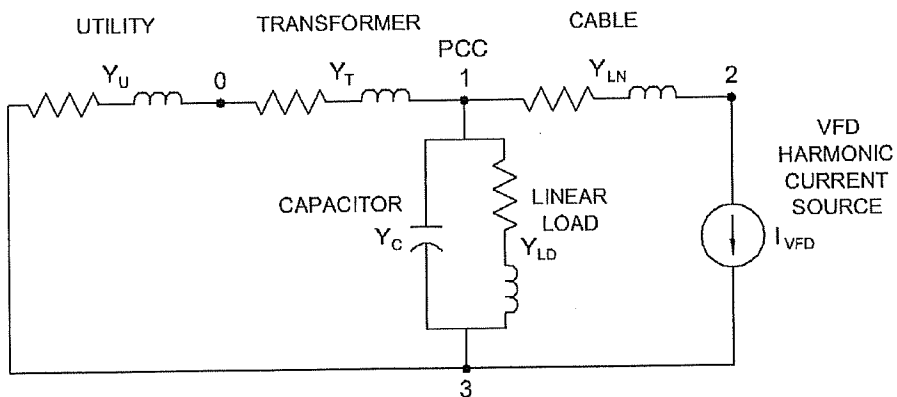 UTILITY
TRANSFORMER
PCC
CABLE
Y_U
0
Y_T
1
Y_LN
2
VFD
HARMONIC
CURRENT
SOURCE
CAPACITOR
Y_C
LINEAR
LOAD
Y_LD
I_VFD
3